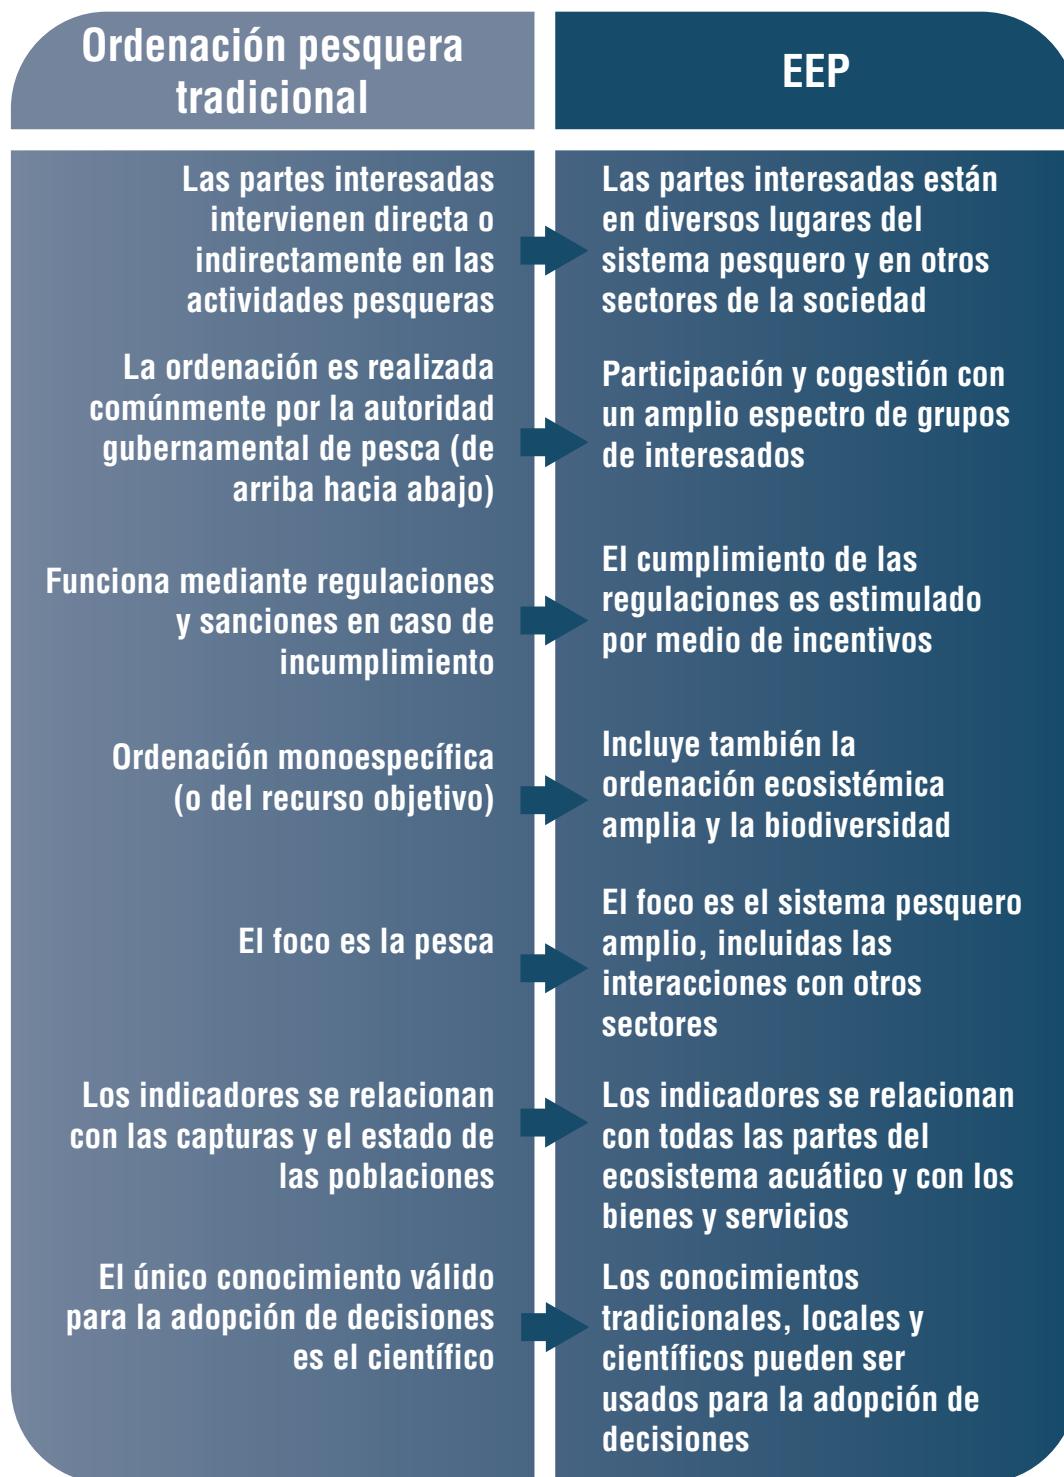 Ordenación pesquera
tradicional
EEP
Las partes interesadas
intervienen directa o
indirectamente en las
actividades pesqueras
Las partes interesadas están
en diversos lugares del
sistema pesquero y en otros
sectores de la sociedad
La ordenación es realizada
comúnmente por la autoridad
gubernamental de pesca (de
arriba hacia abajo)
Participación y cogestión con
un amplio espectro de grupos
de interesados
Funciona mediante regulaciones
y sanciones en caso de
incumplimiento
El cumplimiento de las
regulaciones es estimulado
por medio de incentivos
Ordenación monoespecífica
(o del recurso objetivo)
Incluye también la
ordenación ecosistémica
amplia y la biodiversidad
El foco es la pesca
El foco es el sistema pesquero
amplio, incluidas las
interacciones con otros
sectores
Los indicadores se relacionan
con las capturas y el estado de
las poblaciones
Los indicadores se relacionan
con todas las partes del
ecosistema acuático y con los
bienes y servicios
El único conocimiento válido
para la adopción de decisiones
es el científico
Los conocimientos
tradicionales, locales y
científicos pueden ser
usados para la adopción de
decisiones